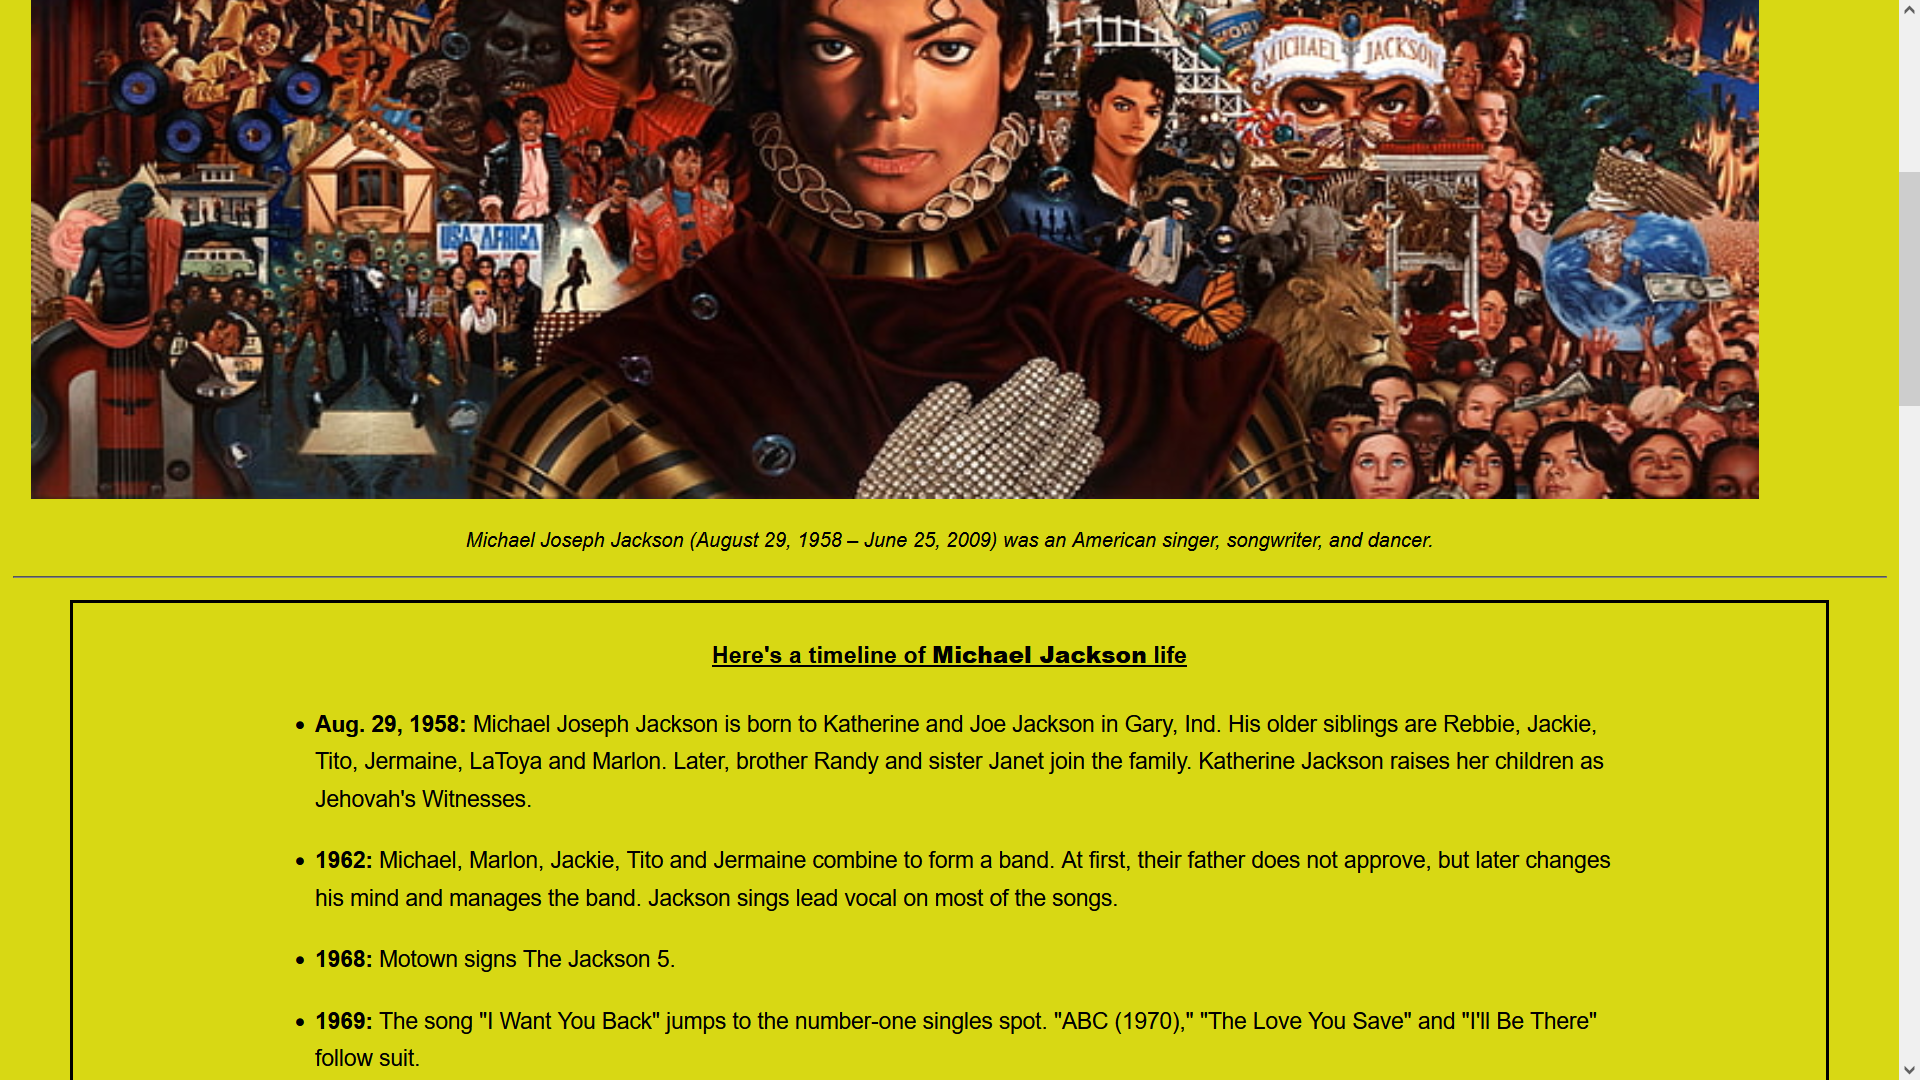 MICHAEL JACKSON
USA AFRICA
Michael Joseph Jackson (August 29, 1958 – June 25, 2009) was an American singer, songwriter, and dancer.
Here's a timeline of Michael Jackson life
• Aug. 29, 1958: Michael Joseph Jackson is born to Katherine and Joe Jackson in Gary, Ind. His older siblings are Rebbie, Jackie,
Tito, Jermaine, LaToya and Marlon. Later, brother Randy and sister Janet join the family. Katherine Jackson raises her children as
Jehovah's Witnesses.
• 1962: Michael, Marlon, Jackie, Tito and Jermaine combine to form a band. At first, their father does not approve, but later changes
his mind and manages the band. Jackson sings lead vocal on most of the songs.
• 1968: Motown signs The Jackson 5.
• 1969: The song "I Want You Back" jumps to the number-one singles spot. "ABC (1970)," "The Love You Save" and "I'll Be There"
follow suit.